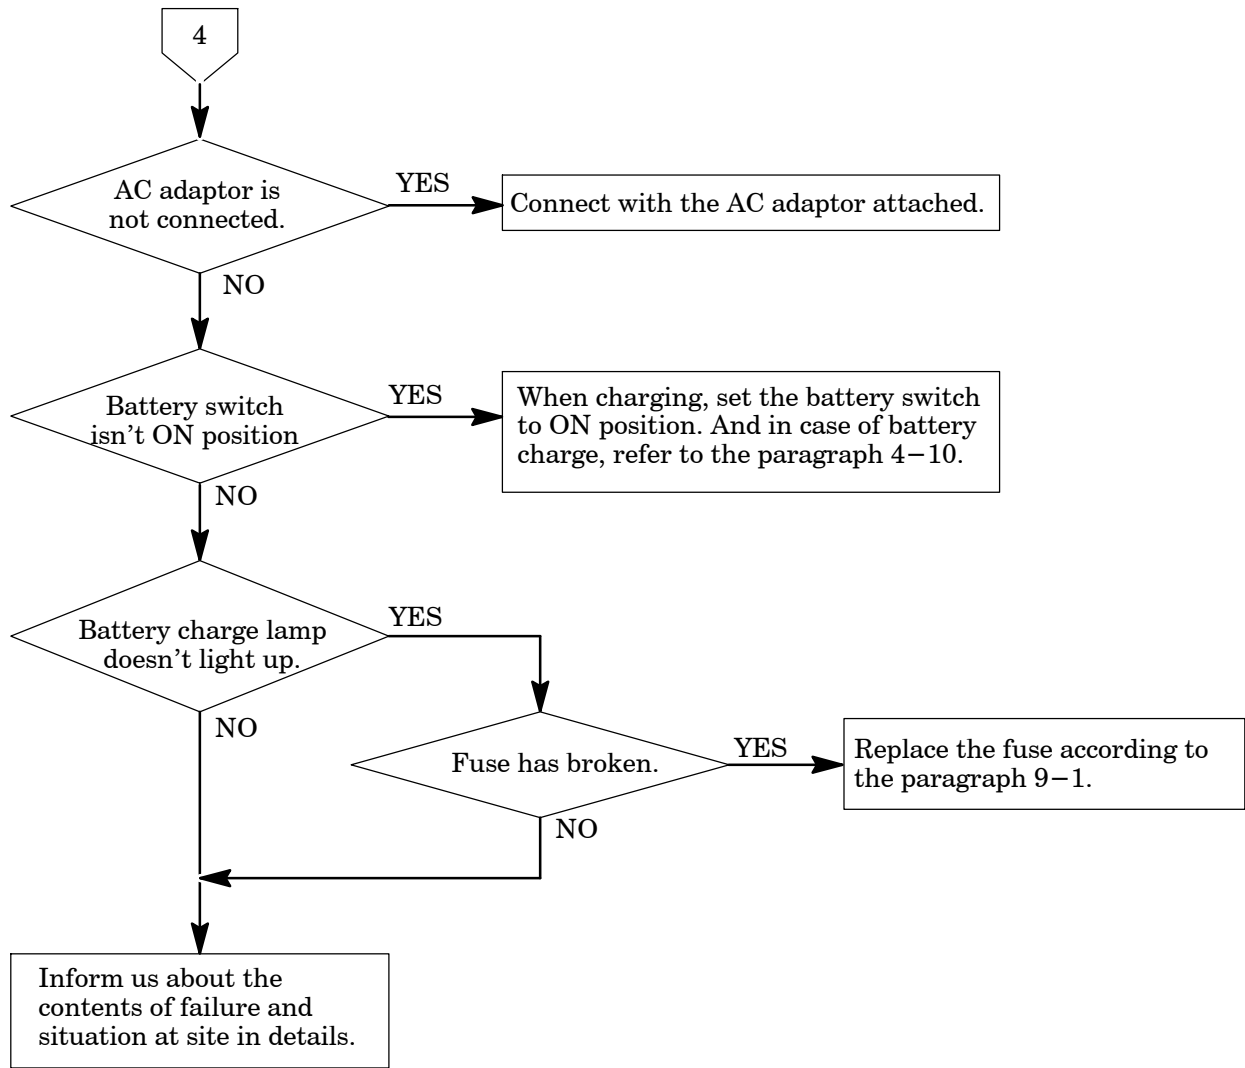 4
AC adaptor is
not connected.
YES
Connect with the AC adaptor attached.
NO
Battery switch
isn't ON position
YES
When charging, set the battery switch
to ON position. And in case of battery
charge, refer to the paragraph 4−10.
NO
Battery charge lamp
doesn't light up.
YES
NO
Fuse has broken.
YES
Replace the fuse according to
the paragraph 9−1.
NO
Inform us about the
contents of failure and
situation at site in details.